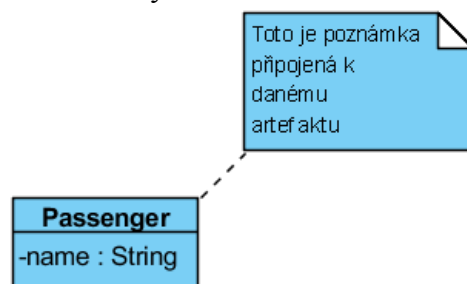 Toto je poznámka
připojená k
danému
artefaktu
Passenger
-name : String